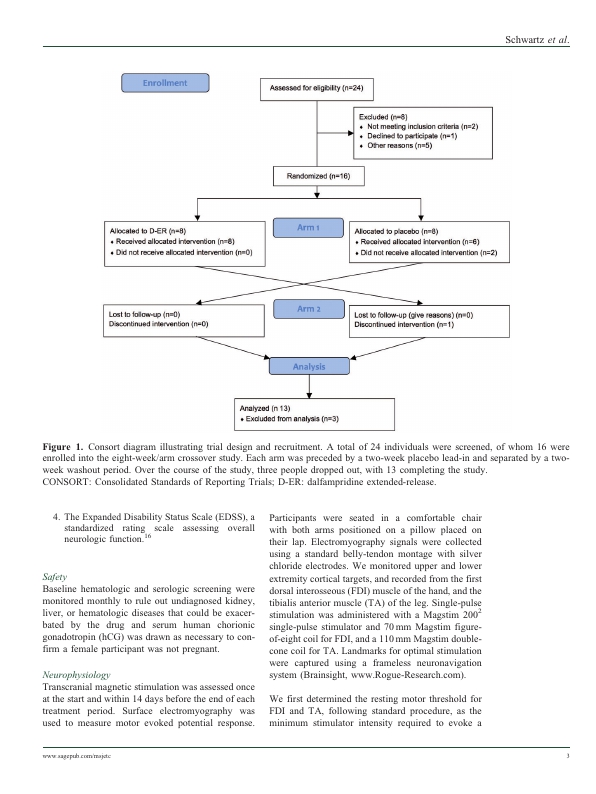 Schwartz et al.
Enrollment
Assessed for eligibility (n=24)
Excluded (n=8)
♦ Not meeting inclusion criteria (n=2)
♦ Declined to participate (n=1)
♦ Other reasons (n=5)
Randomized (n=16)
Allocated to D-ER (n=8)
♦ Received allocated intervention (n=8)
♦ Did not receive allocated intervention (n=0)
Arm 1
Allocated to placebo (n=8)
♦ Received allocated intervention (n=6)
♦ Did not receive allocated intervention (n=2)
Lost to follow-up (n=0)
Discontinued intervention (n=0)
Arm 2
Lost to follow-up (give reasons) (n=0)
Discontinued intervention (n=1)
Analysis
Analyzed (n 13)
♦ Excluded from analysis (n=3)
Figure 1. Consort diagram illustrating trial design and recruitment. A total of 24 individuals were screened, of whom 16 were
enrolled into the eight-week/arm crossover study. Each arm was preceded by a two-week placebo lead-in and separated by a two-
week washout period. Over the course of the study, three people dropped out, with 13 completing the study.
CONSORT: Consolidated Standards of Reporting Trials; D-ER: dalfampridine extended-release.
4. The Expanded Disability Status Scale (EDSS), a
standardized rating scale assessing overall
neurologic function.16
Safety
Baseline hematologic and serologic screening were
monitored monthly to rule out undiagnosed kidney,
liver, or hematologic diseases that could be exacer-
bated by the drug and serum human chorionic
gonadotropin (hCG) was drawn as necessary to con-
firm a female participant was not pregnant.
Neurophysiology
Transcranial magnetic stimulation was assessed once
at the start and within 14 days before the end of each
treatment period. Surface electromyography was
used to measure motor evoked potential response.
Participants were seated in a comfortable chair
with both arms positioned on a pillow placed on
their lap. Electromyography signals were collected
using a standard belly-tendon montage with silver
chloride electrodes. We monitored upper and lower
extremity cortical targets, and recorded from the first
dorsal interosseous (FDI) muscle of the hand, and the
tibialis anterior muscle (TA) of the leg. Single-pulse
stimulation was administered with a Magstim 2002
single-pulse stimulator and 70 mm Magstim figure-
of-eight coil for FDI, and a 110 mm Magstim double-
cone coil for TA. Landmarks for optimal stimulation
were captured using a frameless neuronavigation
system (Brainsight, www.Rogue-Research.com).
We first determined the resting motor threshold for
FDI and TA, following standard procedure, as the
minimum stimulator intensity required to evoke a
www.sagepub.com/msjetc
3